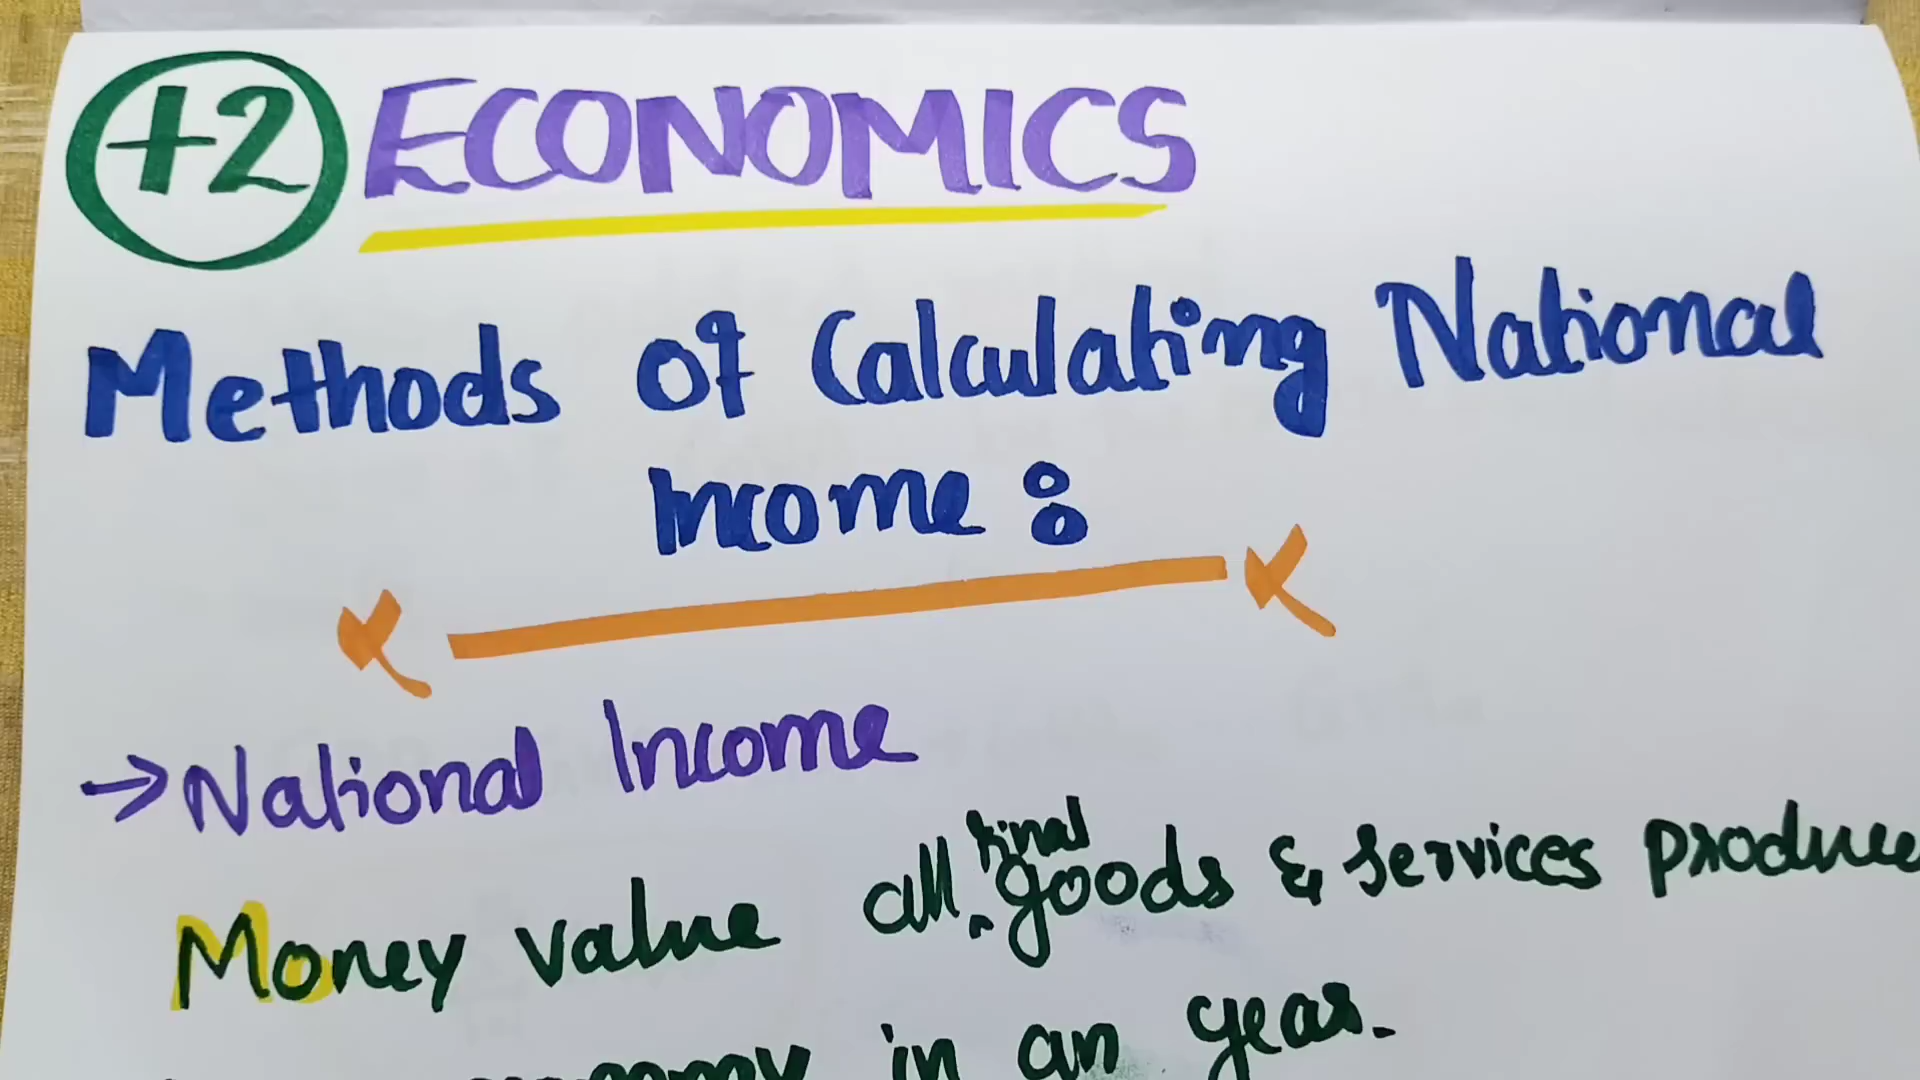 +2 ECONOMICS
Methods of Calculating National
Income :
→ National Income
Money value all final goods & services produce
in an year.